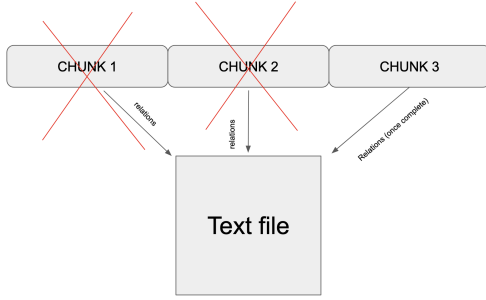 CHUNK 1
CHUNK 2
CHUNK 3
relations
relations
Relations (once complete)
Text file